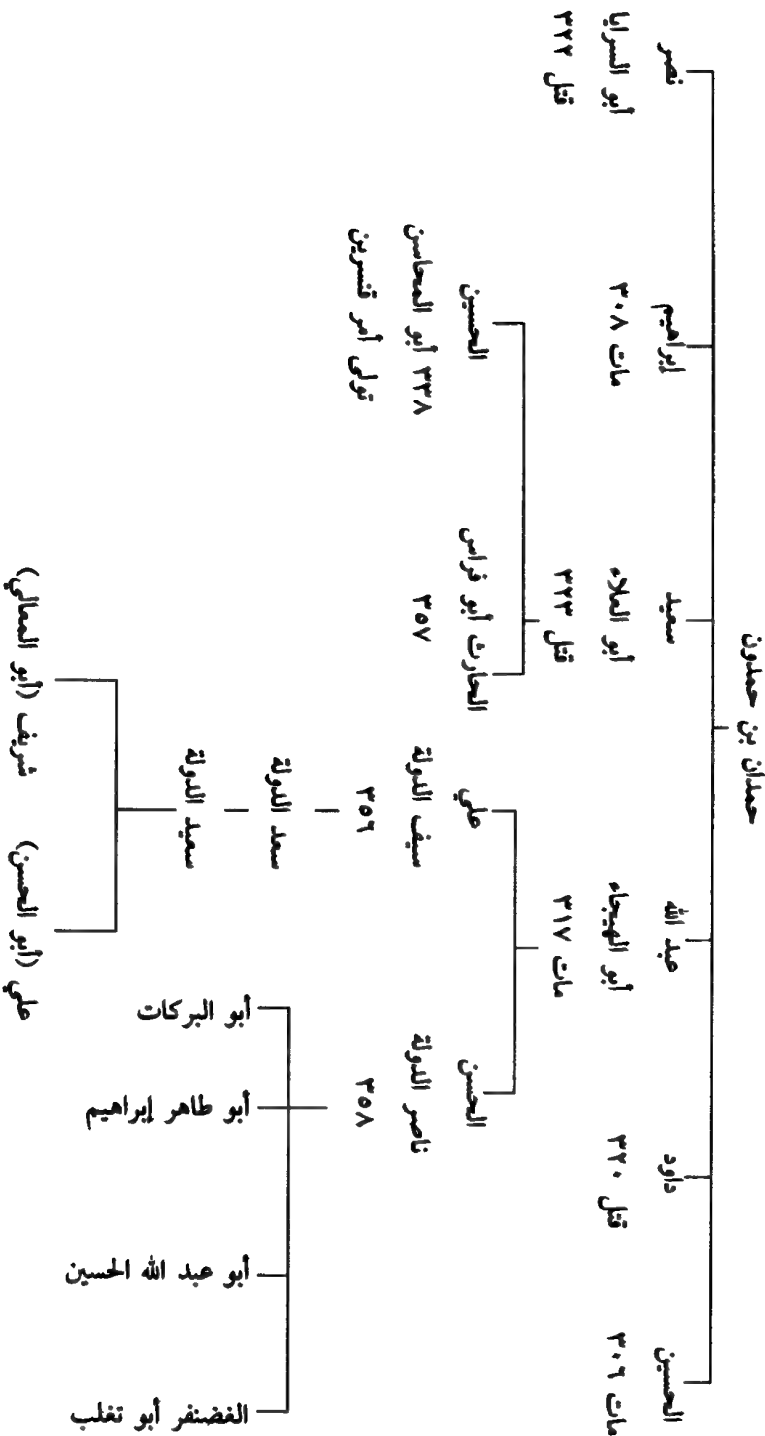 حمدان بن حمدون
الحسين
مات ٣٠٦
داود
قتل ٣٢٠
عبد الله
أبو الهيجاء
مات ٣١٧
سعيد
أبو العلاء
قتل ٣٢٣
إبراهيم
مات ٣٠٨
نصر
أبو السرايا
قتل ٣٢٢
الحسن
ناصر الدولة
٣٥٨
علي
سيف الدولة
٣٥٦
الحارث أبو فراس
٣٥٧
الحسين
٣٣٨ أبو المحاسن
تولى أمر قنسرين
سعد الدولة
سعيد الدولة
علي (أبو الحسن)
شريف (أبو المعالي)
أبو البركات
أبو طاهر إبراهيم
أبو عبد الله الحسين
الغضنفر أبو تغلب